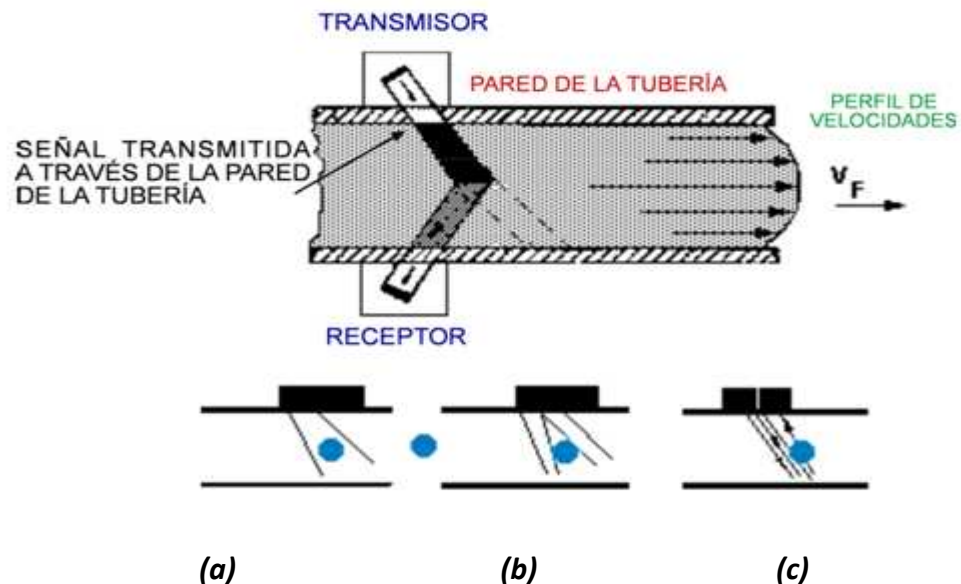 TRANSMISOR
PARED DE LA TUBERÍA
PERFIL DE
VELOCIDADES
SEÑAL TRANSMITIDA
A TRAVÉS DE LA PARED
DE LA TUBERÍA
V F
RECEPTOR
(a) (b) (c)